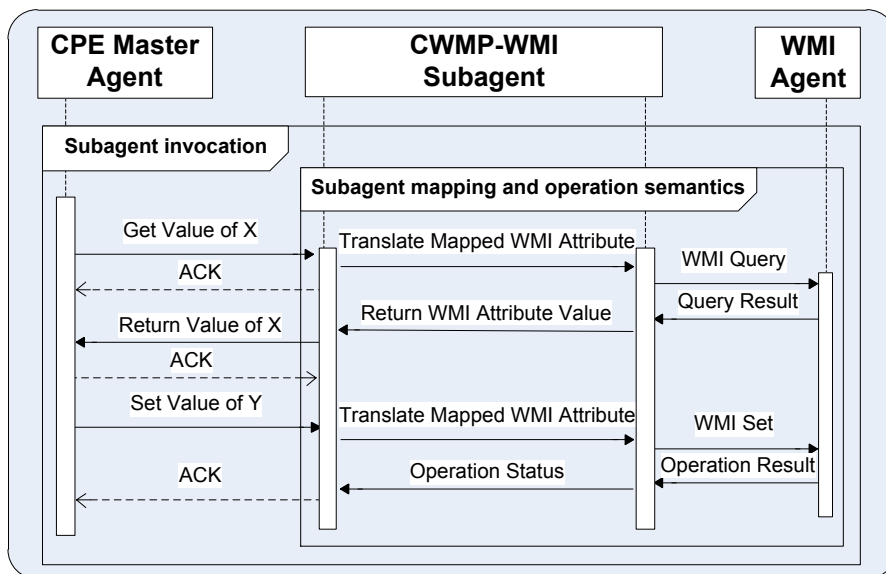 CPE Master
Agent
CWMP-WMI
Subagent
WMI
Agent
Subagent invocation
Subagent mapping and operation semantics
Get Value of X
Translate Mapped WMI Attribute
WMI Query
ACK
Query Result
Return WMI Attribute Value
Return Value of X
ACK
Set Value of Y
Translate Mapped WMI Attribute
WMI Set
Operation Status
Operation Result
ACK